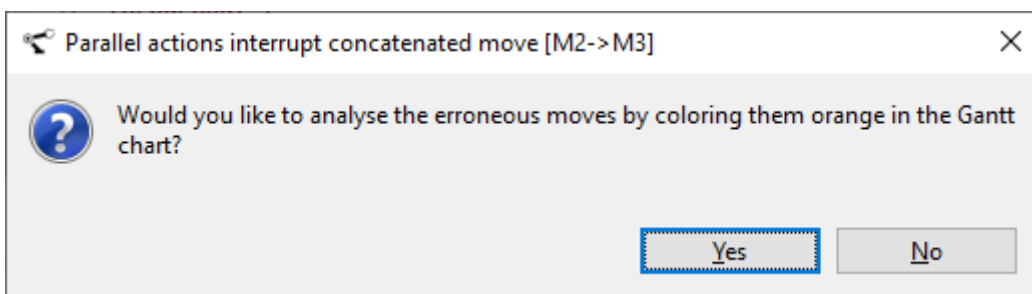 Parallel actions interrupt concatenated move [M2->M3]
Would you like to analyse the erroneous moves by coloring them orange in the Gantt
chart?
Yes
No